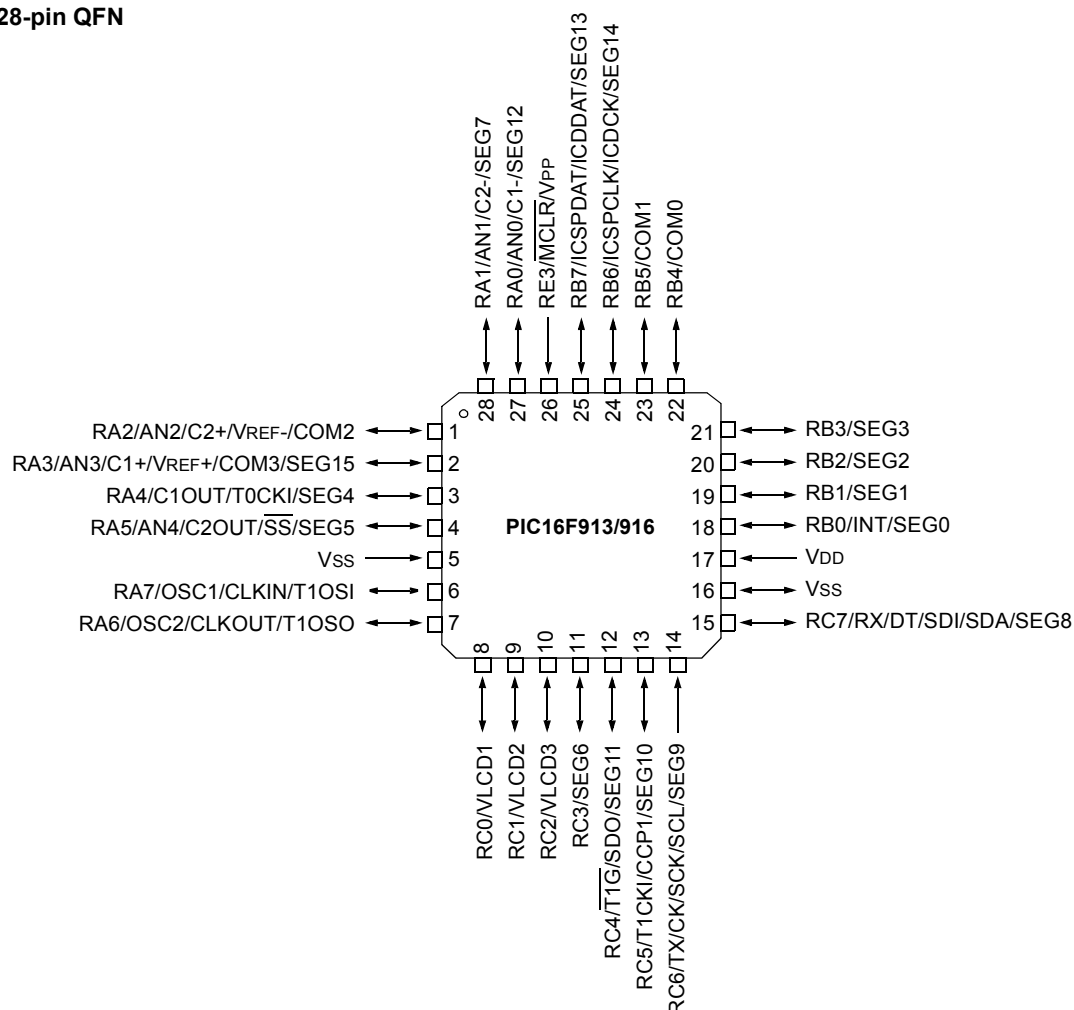 28-pin QFN
RA1/AN1/C2-/SEG7
RA0/AN0/C1-/SEG12
RE3/MCLR/VPP
RB7/ICSPDAT/ICDDAT/SEG13
RB6/ICSPCLK/ICDCK/SEG14
RB5/COM1
RB4/COM0
28
27
26
25
24
23
22
RA2/AN2/C2+/VREF-/COM2
1
RA3/AN3/C1+/VREF+/COM3/SEG15
2
RA4/C1OUT/T0CKI/SEG4
3
RA5/AN4/C2OUT/SS/SEG5
4
VSS
5
RA7/OSC1/CLKIN/T1OSI
6
RA6/OSC2/CLKOUT/T1OSO
7
PIC16F913/916
21
RB3/SEG3
20
RB2/SEG2
19
RB1/SEG1
18
RB0/INT/SEG0
17
VDD
16
VSS
15
RC7/RX/DT/SDI/SDA/SEG8
8
9
10
11
12
13
14
RC0/VLCD1
RC1/VLCD2
RC2/VLCD3
RC3/SEG6
RC4/T1G/SDO/SEG11
RC5/T1CKI/CCP1/SEG10
RC6/TX/CK/SCK/SCL/SEG9